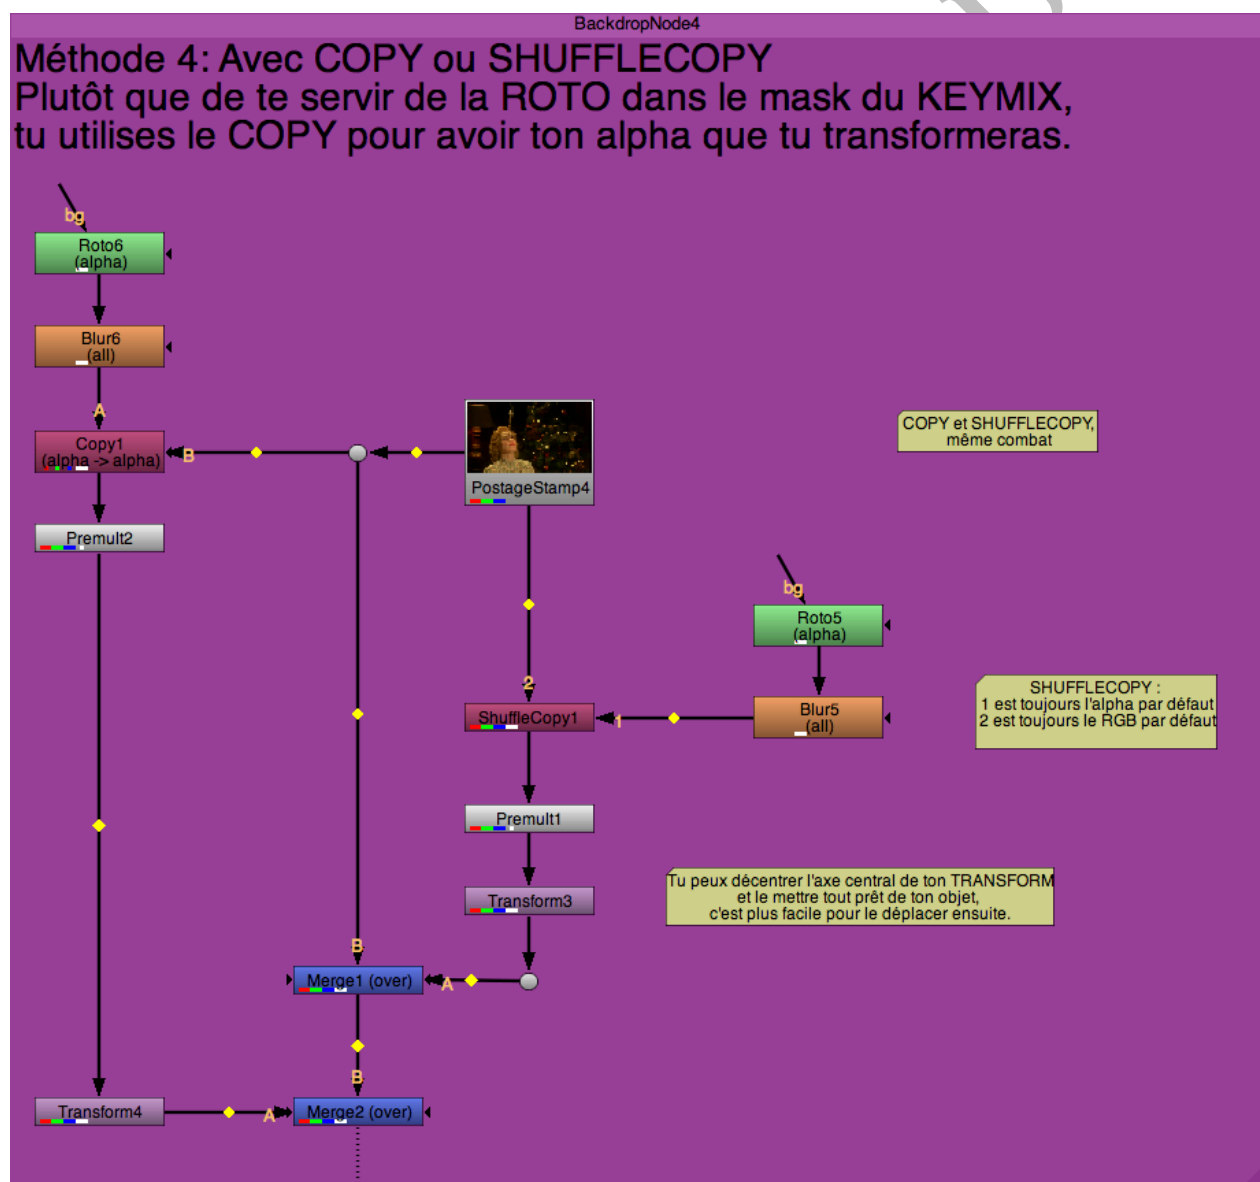 BackdropNode4
Méthode 4: Avec COPY ou SHUFFLECOPY
Plutôt que de te servir de la ROTO dans le mask du KEYMIX,
tu utilises le COPY pour avoir ton alpha que tu transformeras.
bg
Roto6
(alpha)
Blur6
(all)
A
Copy1
(alpha -> alpha)
B
PostageStamp4
COPY et SHUFFLECOPY,
même combat
Premult2
bg
Roto5
(alpha)
2
ShuffleCopy1
1
Blur5
(all)
SHUFFLECOPY :
1 est toujours l'alpha par défaut
2 est toujours le RGB par défaut
Premult1
Transform3
Tu peux décentrer l'axe central de ton TRANSFORM
et le mettre tout prêt de ton objet,
c'est plus facile pour le déplacer ensuite.
B
Merge1 (over)
A
B
Transform4
A
Merge2 (over)